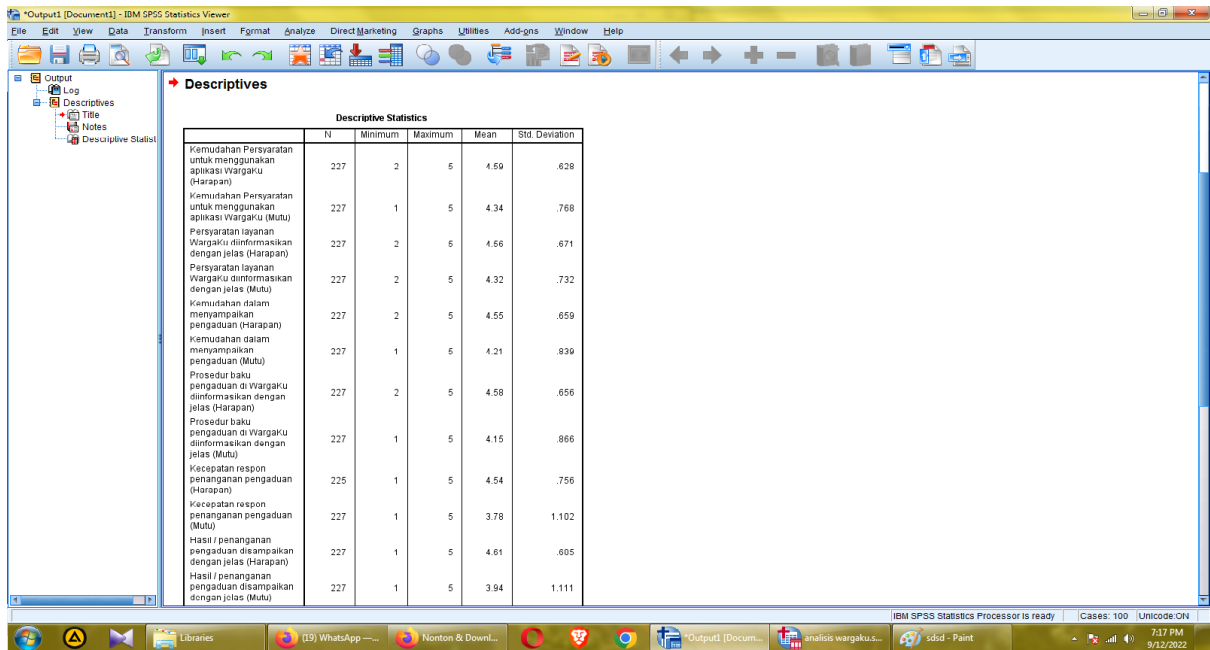 *Output1 [Document1] - IBM SPSS Statistics Viewer
File Edit View Data Transform Insert Format Analyze Direct Marketing Graphs Utilities Add-ons Window Help
Output
Log
Descriptives
Title
Notes
Descriptive Statist
Descriptives
Descriptive Statistics
N Minimum Maximum Mean Std. Deviation
Kemudahan Persyaratan
untuk menggunakan
aplikasi WargaKu
(Harapan)
227 2 5 4.59 .628
Kemudahan Persyaratan
untuk menggunakan
aplikasi WargaKu (Mutu)
227 1 5 4.34 .768
Persyaratan layanan
WargaKu diinformasikan
dengan jelas (Harapan)
227 2 5 4.56 .671
Persyaratan layanan
WargaKu diinformasikan
dengan jelas (Mutu)
227 2 5 4.32 .732
Kemudahan dalam
menyampaikan
pengaduan (Harapan)
227 2 5 4.55 .659
Kemudahan dalam
menyampaikan
pengaduan (Mutu)
227 1 5 4.21 .839
Prosedur baku
pengaduan di WargaKu
diinformasikan dengan
jelas (Harapan)
227 2 5 4.58 .656
Prosedur baku
pengaduan di WargaKu
diinformasikan dengan
jelas (Mutu)
227 1 5 4.15 .866
Kecepatan respon
penanganan pengaduan
(Harapan)
225 1 5 4.54 .756
Kecepatan respon
penanganan pengaduan
(Mutu)
227 1 5 3.78 1.102
Hasil / penanganan
pengaduan disampaikan
dengan jelas (Harapan)
227 1 5 4.61 .685
Hasil / penanganan
pengaduan disampaikan
dengan jelas (Mutu)
227 1 5 3.94 1.111
IBM SPSS Statistics Processor is ready Cases: 100 Unicode:ON
Libraries (19) WhatsApp —... Nonton & Downl... *Output1 [Docum... analisis wargaku.s... sdsd - Paint
7:17 PM
9/12/2022